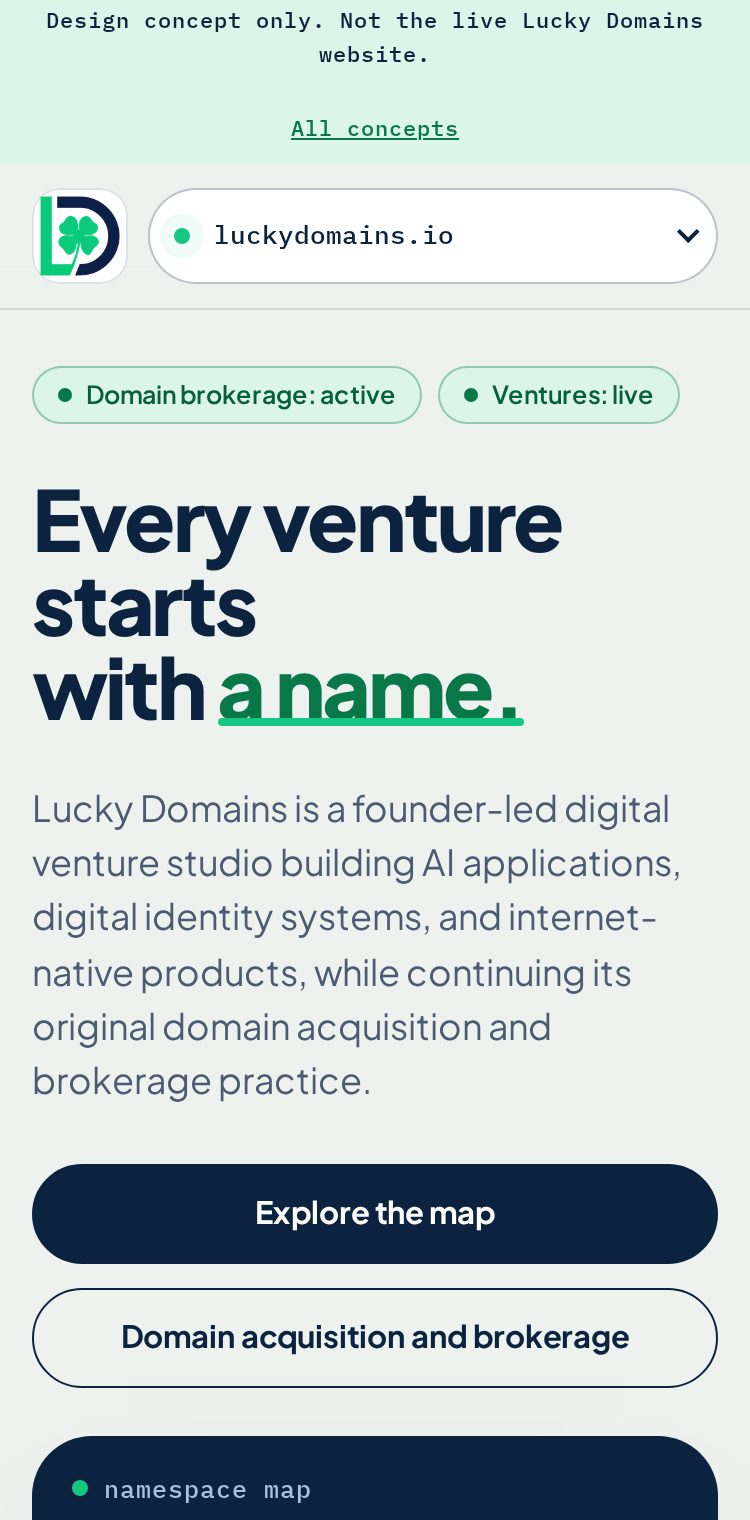 Design concept only. Not the live Lucky Domains
website.
All concepts
LD
luckydomains.io
Domain brokerage: active
Ventures: live
Every venture
starts
with a name.
Lucky Domains is a founder-led digital
venture studio building AI applications,
digital identity systems, and internet-
native products, while continuing its
original domain acquisition and
brokerage practice.
Explore the map
Domain acquisition and brokerage
namespace map